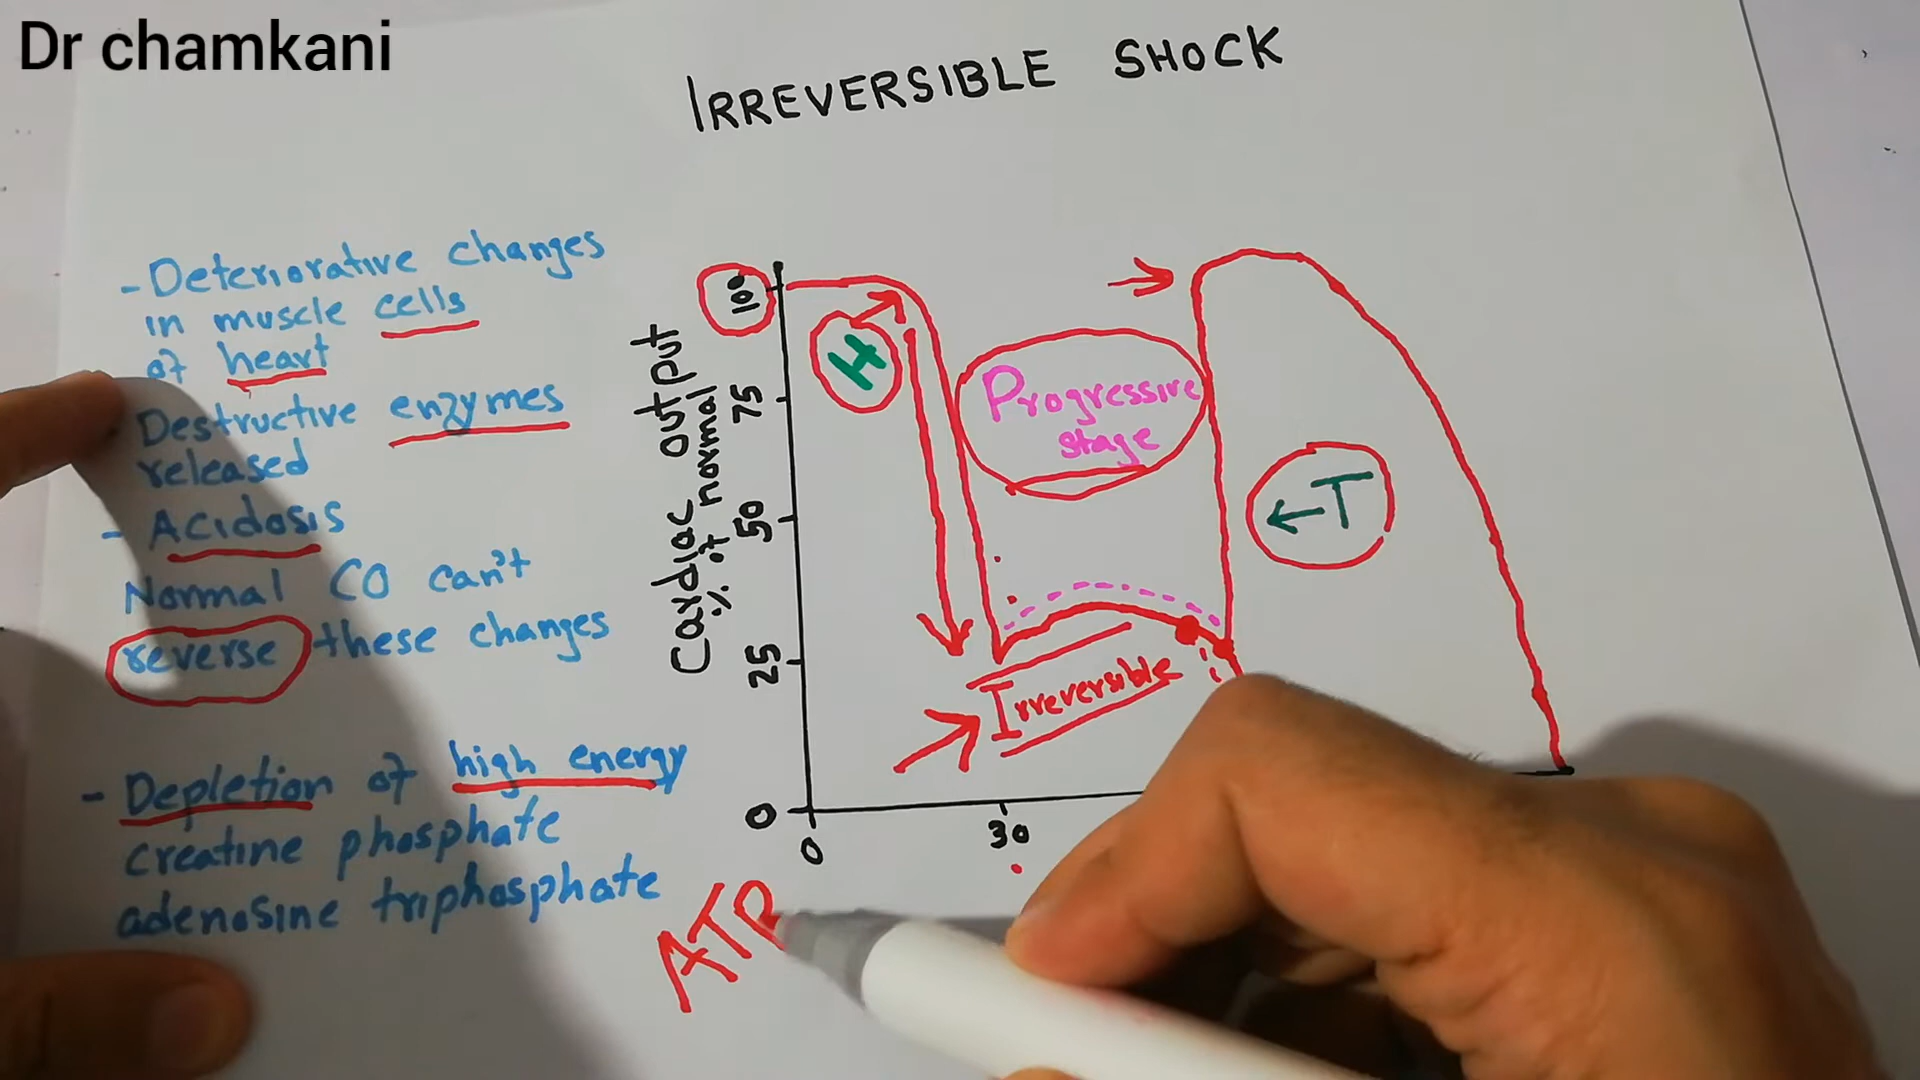 Dr chamkani
IRREVERSIBLE SHOCK
- Deteriorative changes
in muscle cells
of heart
Destructive enzymes
released
- Acidosis
Normal CO can't
reverse these changes
- Depletion of high energy
creatine phosphate
adenosine triphosphate
Cardiac output
% of normal
100
75
50
25
0
0
30
H
Progressive
stage
T
Irreversible
ATP